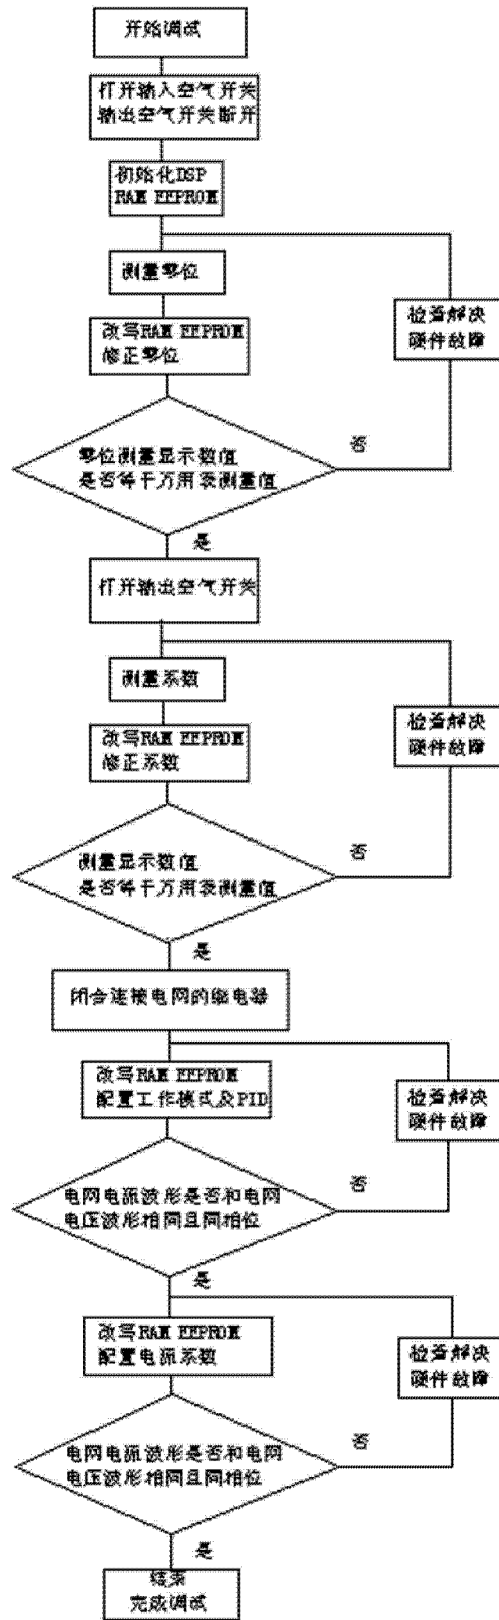 开始调试
打开输入空气开关
输出空气开关断开
初始化DSP
RAM EEPROM
测量零位
改写RAM EEPROM
修正零位
检查解决
硬件故障
零位测量显示数值
是否等于万用表测量值
否
是
打开输出空气开关
测量系数
改写RAM EEPROM
修正系数
检查解决
硬件故障
测量显示数值
是否等于万用表测量值
否
是
闭合连接电网的继电器
改写RAM EEPROM
配置工作模式及PID
检查解决
硬件故障
电网电流波形是否和电网
电压波形相同且同相位
否
是
改写RAM EEPROM
配置电流系数
检查解决
硬件故障
电网电流波形是否和电网
电压波形相同且同相位
否
是
结束
完成调试